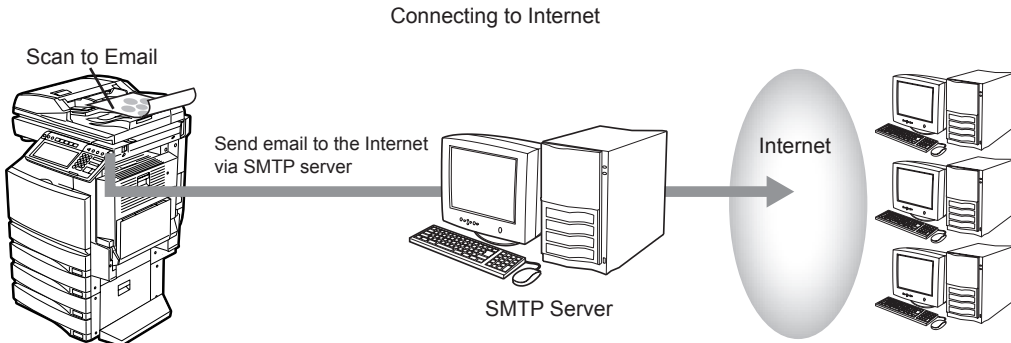 Connecting to Internet
Scan to Email
Send email to the Internet
via SMTP server
Internet
SMTP Server